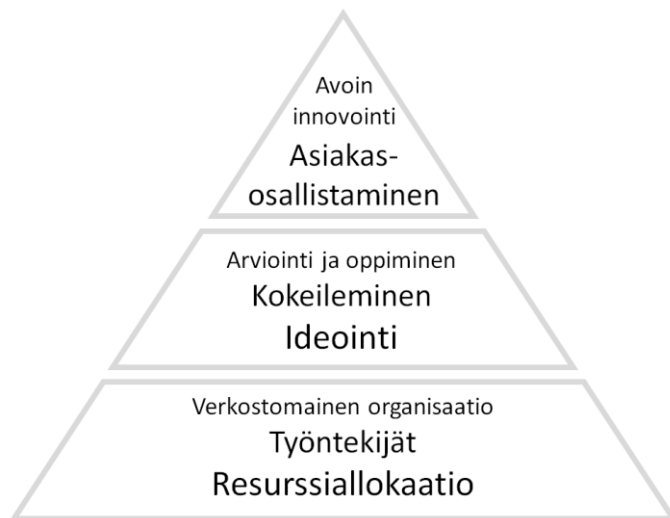 Avoin
innovointi
Asiakas-
osallistaminen
Arviointi ja oppiminen
Kokeileminen
Ideointi
Verkostomainen organisaatio
Työntekijät
Resurssiallokaatio